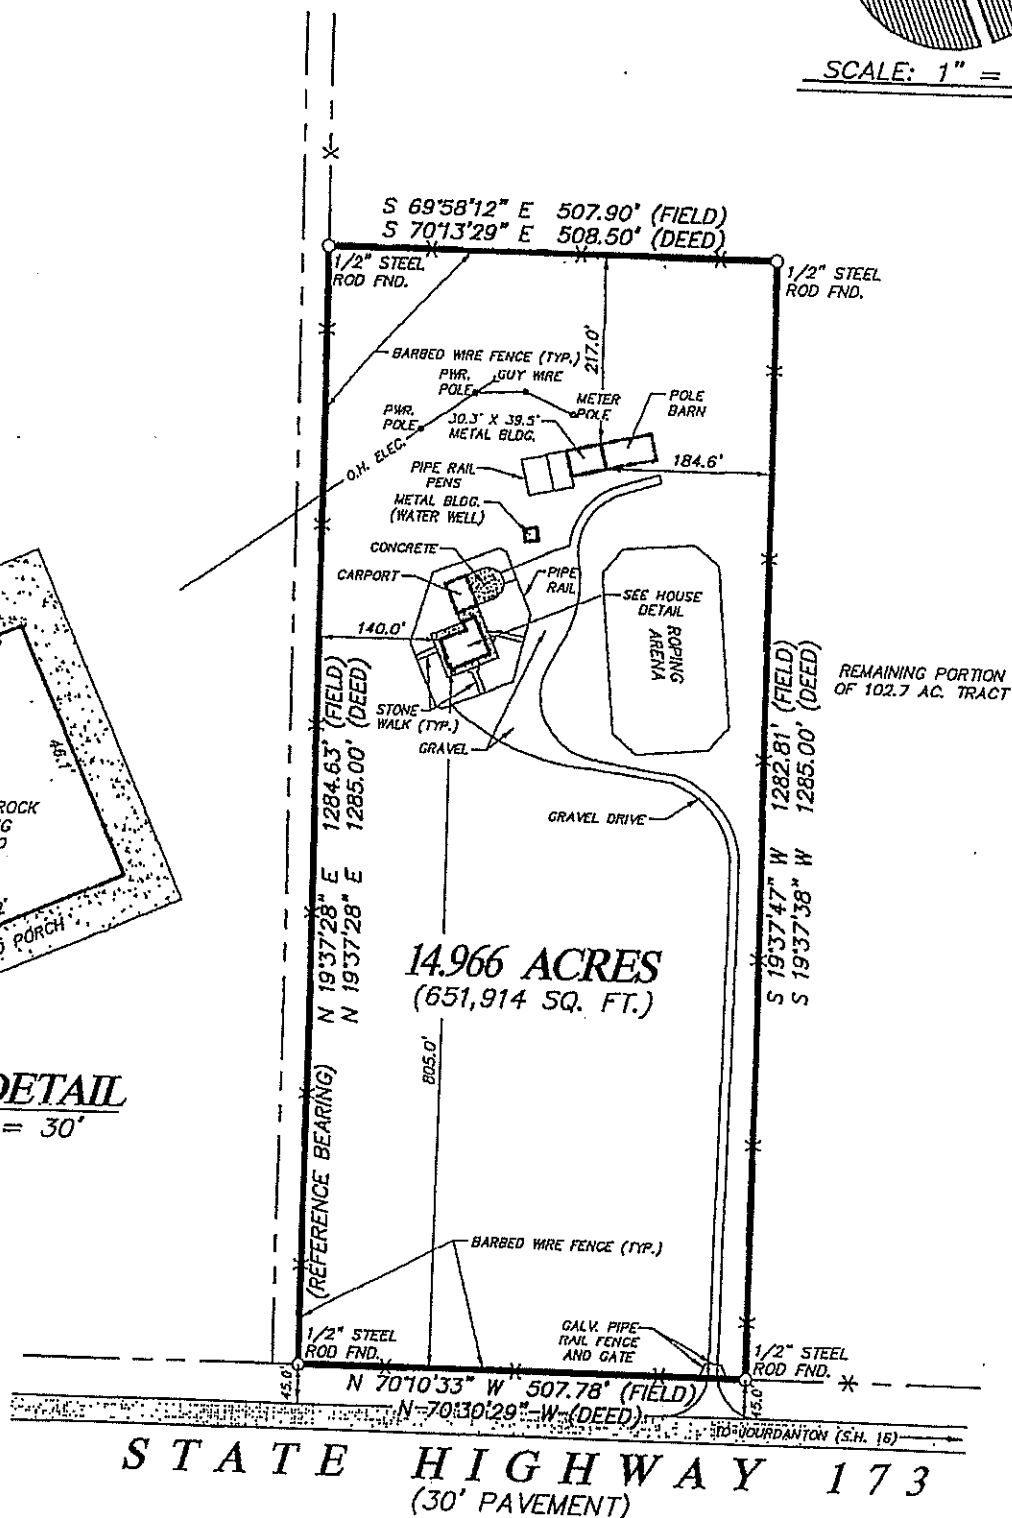 SCALE: 1" =
S 69°58'12" E 507.90' (FIELD)
S 70°13'29" E 508.50' (DEED)
1/2" STEEL
ROD FND.
1/2" STEEL
ROD FND.
217.0'
BARBED WIRE FENCE (TYP.)
PWR.
POLE
GUY WIRE
METER
POLE
POLE
BARN
PWR.
POLE
30.3' X 39.5'
METAL BLDG.
O.H. ELEC.
184.6'
PIPE RAIL
PENS
METAL BLDG.
(WATER WELL)
CONCRETE
CARPORT
PIPE
RAIL
SEE HOUSE
DETAIL
140.0'
ROPING
ARENA
REMAINING PORTION
OF 102.7 AC. TRACT
STONE
WALK (TYP.)
GRAVEL
GRAVEL DRIVE
N 19°37'28" E 1284.63' (FIELD)
N 19°37'28" E 1285.00' (DEED)
(REFERENCE BEARING)
S 19°37'47" W 1282.81' (FIELD)
S 19°37'38" W 1285.00' (DEED)
46.1'
ROCK
PORCH
DETAIL
= 30'
14.966 ACRES
(651,914 SQ. FT.)
805.0'
BARBED WIRE FENCE (TYP.)
GALV. PIPE
RAIL FENCE
AND GATE
1/2" STEEL
ROD FND.
1/2" STEEL
ROD FND.
45.0'
45.0'
N 70°10'33" W 507.78' (FIELD)
N 70°30'29" W (DEED)
TO JOURDANTON (S.H. 16)
STATE HIGHWAY 173
(30' PAVEMENT)